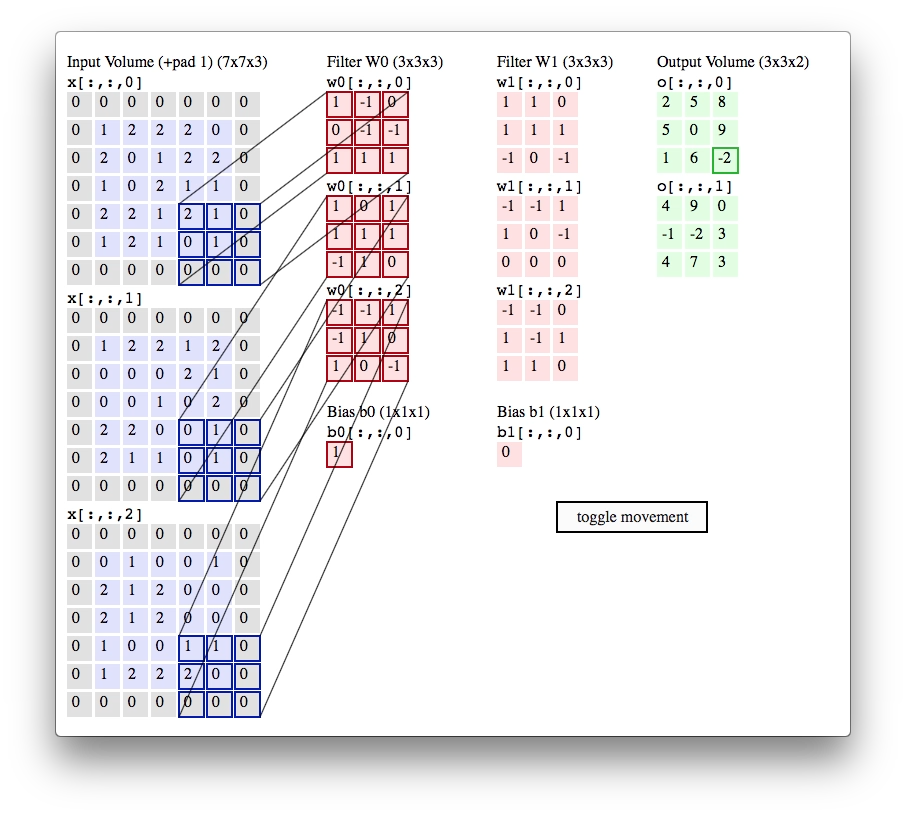 Input Volume (+pad 1) (7x7x3)
x[:,:,0]
0 0 0 0 0 0 0
0 1 2 2 2 0 0
0 2 0 1 2 2 0
0 1 0 2 1 1 0
0 2 2 1 2 1 0
0 1 2 1 0 1 0
0 0 0 0 0 0 0
x[:,:,1]
0 0 0 0 0 0 0
0 1 2 2 1 2 0
0 0 0 0 2 1 0
0 0 0 1 0 2 0
0 2 2 0 0 1 0
0 2 1 1 0 1 0
0 0 0 0 0 0 0
x[:,:,2]
0 0 0 0 0 0 0
0 0 1 0 0 1 0
0 2 1 2 0 0 0
0 2 1 2 0 0 0
0 1 0 0 1 1 0
0 1 2 2 2 0 0
0 0 0 0 0 0 0
Filter W0 (3x3x3)
w0[:,:,0]
1 -1 0
0 -1 -1
1 1 1
w0[:,:,1]
1 0 1
1 1 1
-1 1 0
w0[:,:,2]
-1 -1 1
-1 1 0
1 0 -1
Bias b0 (1x1x1)
b0[:,:,0]
1
Filter W1 (3x3x3)
w1[:,:,0]
1 1 0
1 1 1
-1 0 -1
w1[:,:,1]
-1 -1 1
1 0 -1
0 0 0
w1[:,:,2]
-1 -1 0
1 -1 1
1 1 0
Bias b1 (1x1x1)
b1[:,:,0]
0
Output Volume (3x3x2)
o[:,:,0]
2 5 8
5 0 9
1 6 -2
o[:,:,1]
4 9 0
-1 -2 3
4 7 3
toggle movement